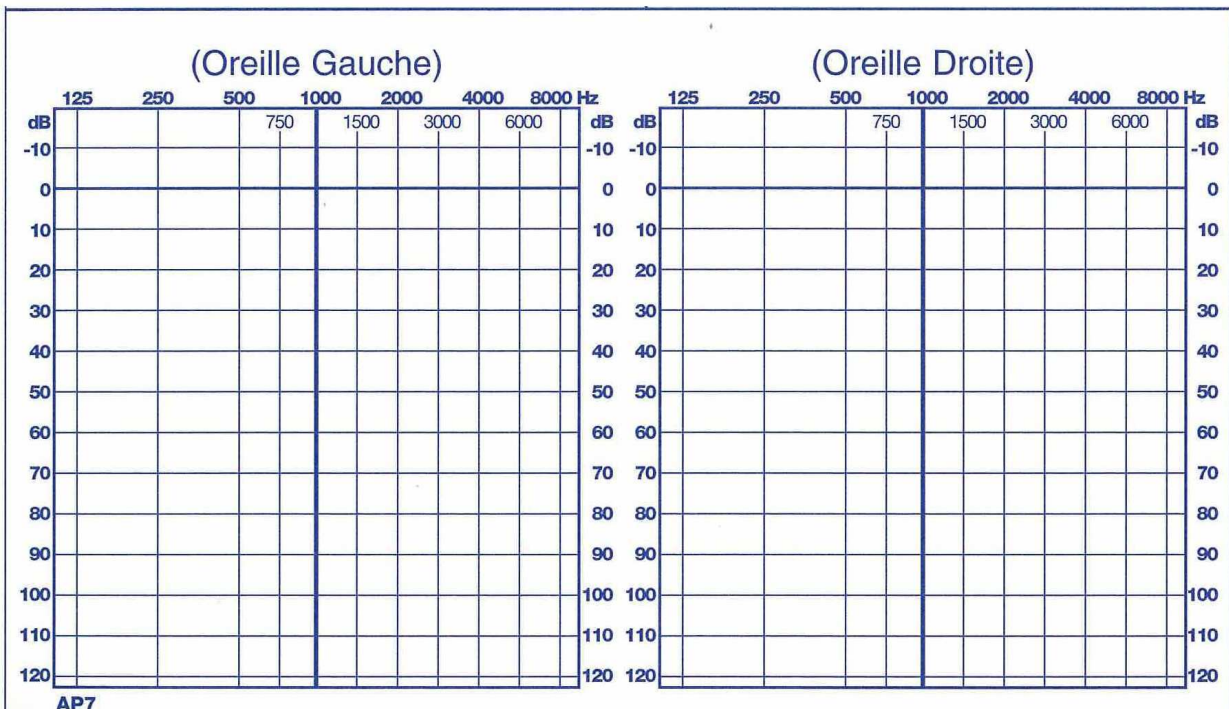 (Oreille Gauche) (Oreille Droite)
125 250 500 1000 2000 4000 8000 Hz 125 250 500 1000 2000 4000 8000 Hz
dB 750 1500 3000 6000 dB 750 1500 3000 6000 dB
-10 -10 -10
0 0 0 0
10 10 10 10
20 20 20 20
30 30 30 30
40 40 40 40
50 50 50 50
60 60 60 60
70 70 70 70
80 80 80 80
90 90 90 90
100 100 100 100
110 110 110 110
120 120 120 120
AP7